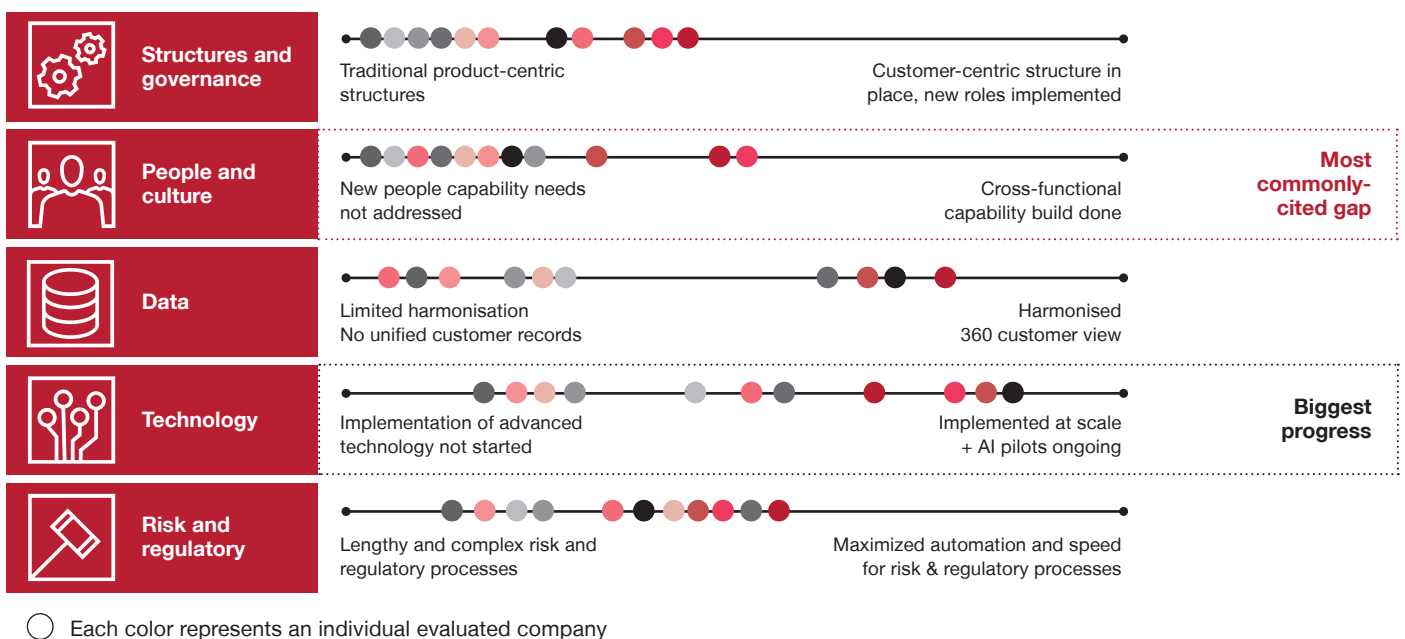 Structures and
governance
Traditional product-centric
structures
Customer-centric structure in
place, new roles implemented
People and
culture
New people capability needs
not addressed
Cross-functional
capability build done
Most
commonly-
cited gap
Data
Limited harmonisation
No unified customer records
Harmonised
360 customer view
Technology
Implementation of advanced
technology not started
Implemented at scale
+ AI pilots ongoing
Biggest
progress
Risk and
regulatory
Lengthy and complex risk and
regulatory processes
Maximized automation and speed
for risk & regulatory processes
Each color represents an individual evaluated company